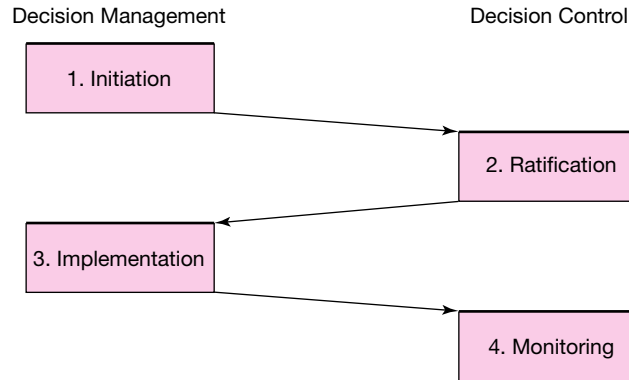 Decision Management
Decision Control
1. Initiation
2. Ratification
3. Implementation
4. Monitoring